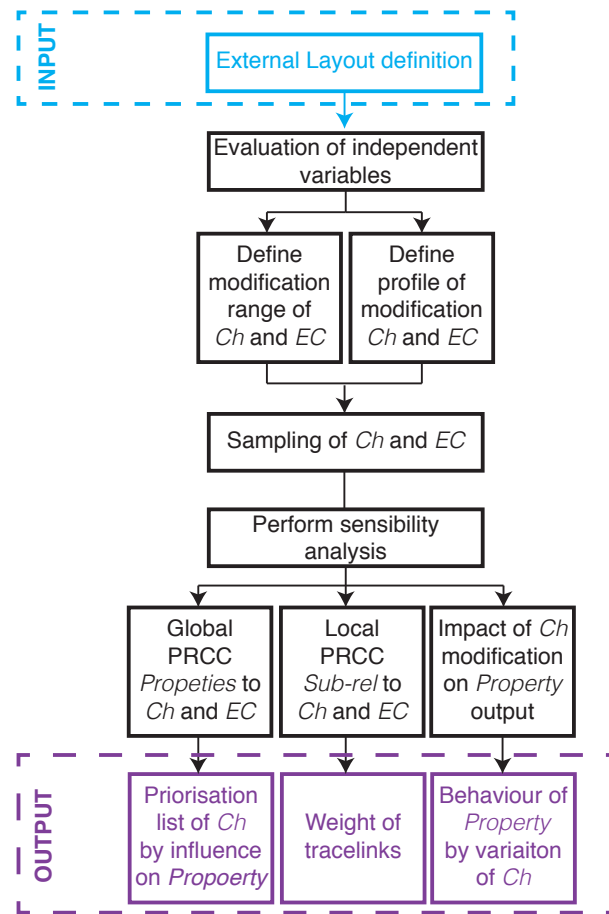 INPUT
External Layout definition
Evaluation of independent
variables
Define
modification
range of
Ch and EC
Define
profile of
modification
Ch and EC
Sampling of Ch and EC
Perform sensibility
analysis
Global
PRCC
Propeties to
Ch and EC
Local
PRCC
Sub-rel to
Ch and EC
Impact of Ch
modification
on Property
output
OUTPUT
Priorisation
list of Ch
by influence
on Propoerty
Weight of
tracelinks
Behaviour of
Property
by variaiton
of Ch